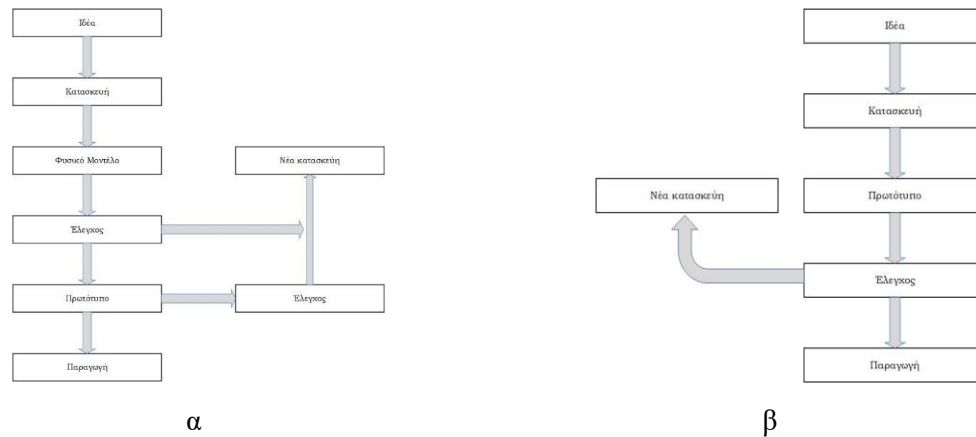 Ιδέα
Κατασκευή
Φυσικό Μοντέλο
Νέα κατασκεύη
Έλεγχος
Πρωτότυπο
Έλεγχος
Παραγωγή
α
Ιδέα
Κατασκευή
Νέα κατασκεύη
Πρωτότυπο
Έλεγχος
Παραγωγή
β